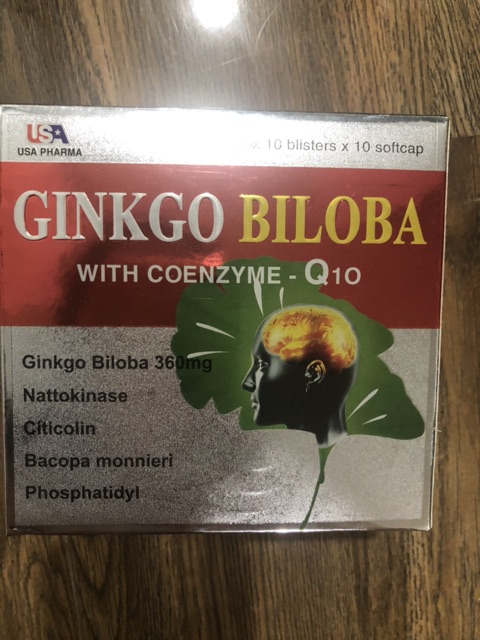 USA
USA PHARMA
x 10 blisters x 10 softcap
GINKGO BILOBA
WITH COENZYME - Q10
Ginkgo Biloba 360mg
Nattokinase
Citicolin
Bacopa monnieri
Phosphatidyl